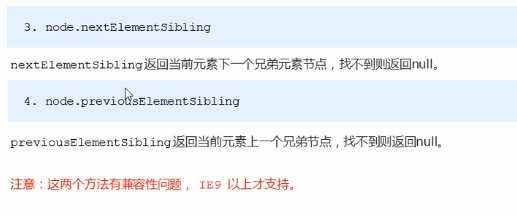 3. node.nextElementSibling
nextElementSibling返回当前元素下一个兄弟元素节点，找不到则返回null。
4. node.previousElementSibling
previousElementSibling返回当前元素上一个兄弟节点，找不到则返回null。
注意：这两个方法有兼容性问题， IE9 以上才支持。